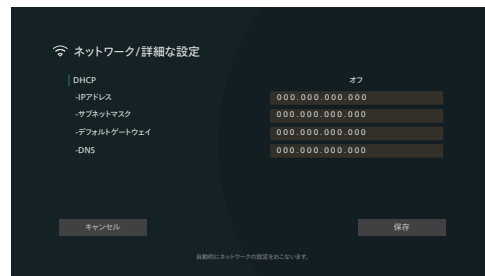 ネットワーク/詳細な設定
DHCP オフ
-IPアドレス 000.000.000.000
-サブネットマスク 000.000.000.000
-デフォルトゲートウェイ 000.000.000.000
-DNS 000.000.000.000
キャンセル 保存
自動的にネットワークの設定をおこないます。